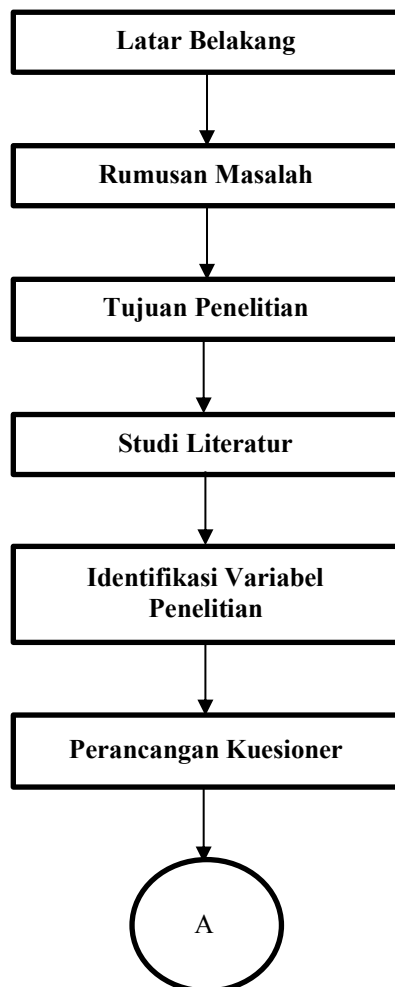 Latar Belakang
Rumusan Masalah
Tujuan Penelitian
Studi Literatur
Identifikasi Variabel
Penelitian
Perancangan Kuesioner
A